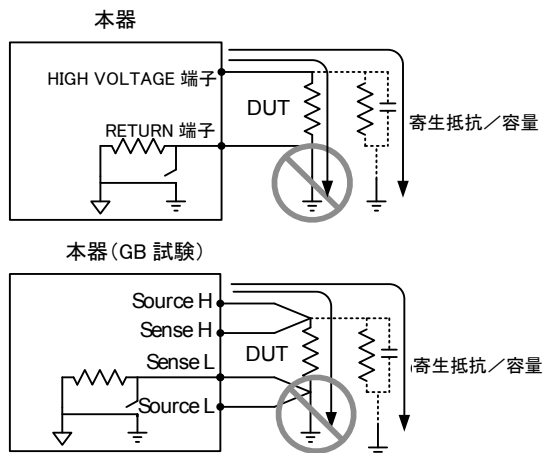 本器
HIGH VOLTAGE 端子
DUT
RETURN 端子
寄生抵抗／容量
本器(GB 試験)
Source H
Sense H
Sense L
DUT
Source L
寄生抵抗／容量